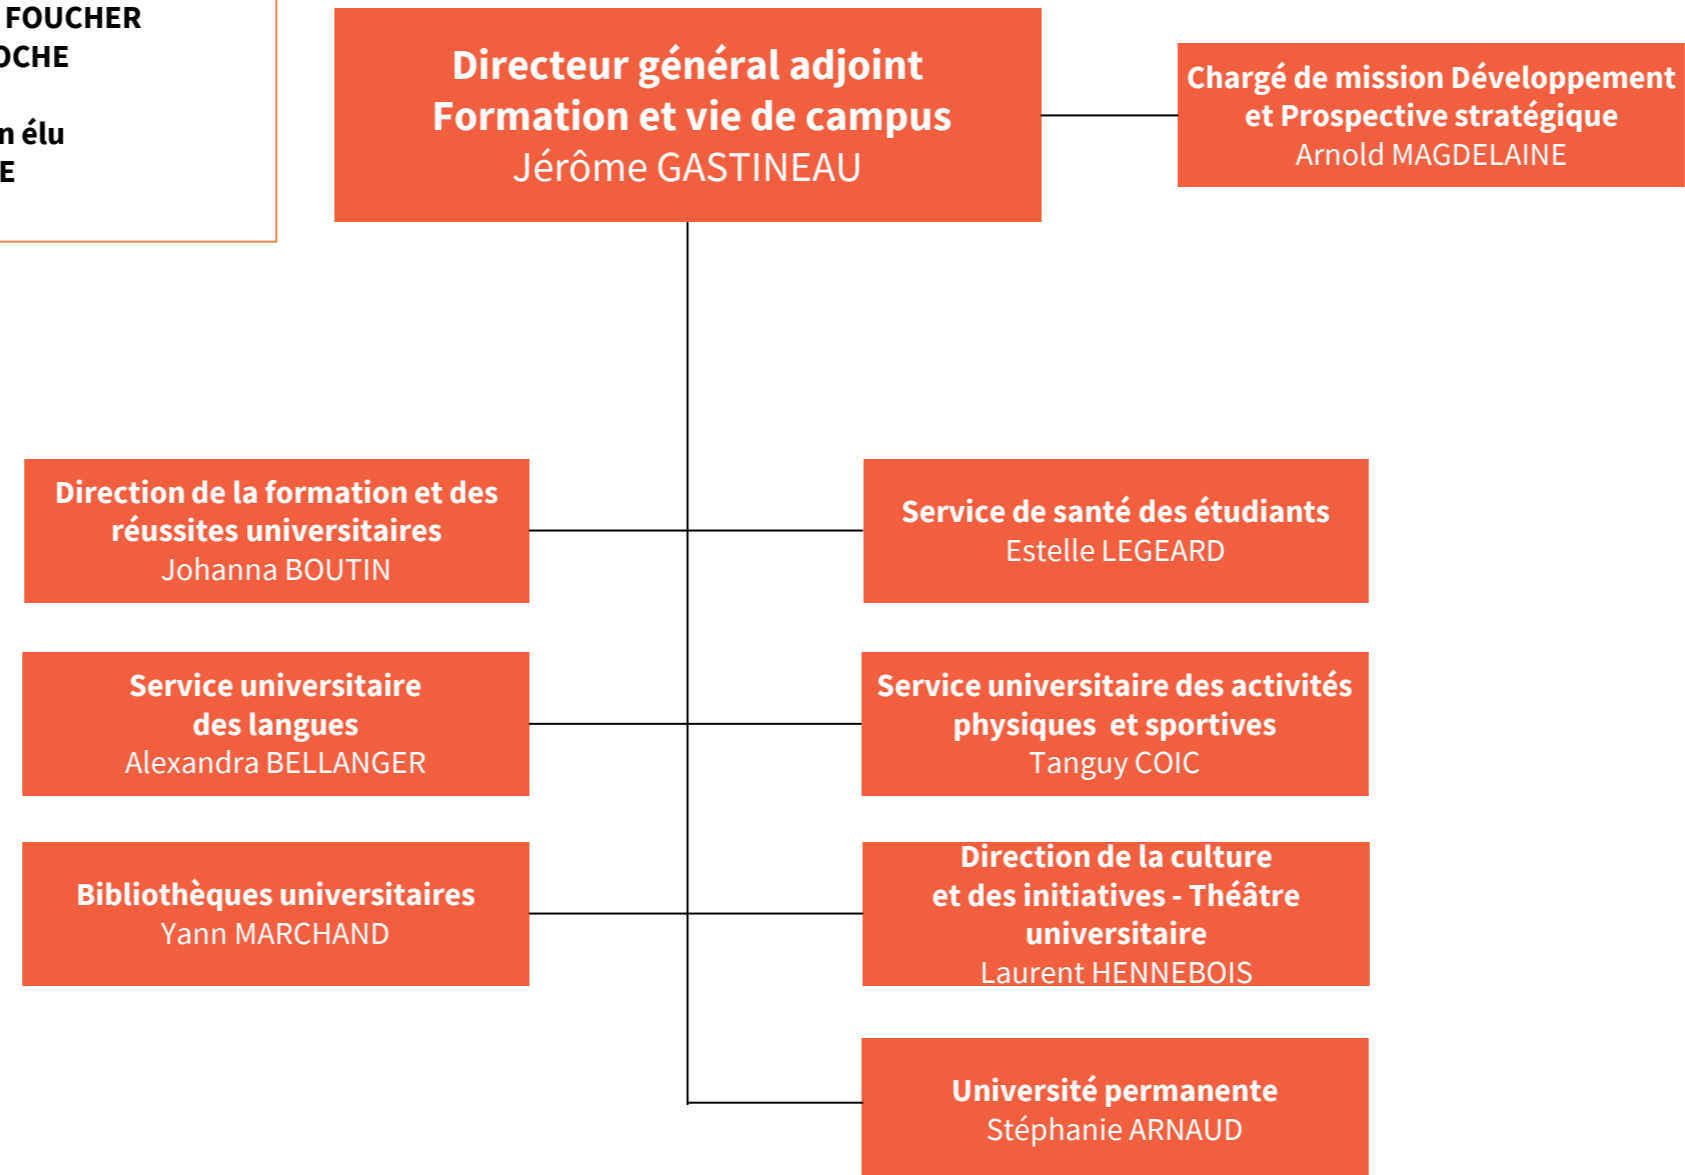 FOUCHER
élu
Directeur général adjoint
Formation et vie de campus
Jérôme GASTINEAU
Chargé de mission Développement
et Prospective stratégique
Arnold MAGDELAINE
Direction de la formation et des
réussites universitaires
Johanna BOUTIN
Service de santé des étudiants
Estelle LEGEARD
Service universitaire
des langues
Alexandra BELLANGER
Service universitaire des activités
physiques et sportives
Tanguy COIC
Bibliothèques universitaires
Yann MARCHAND
Direction de la culture
et des initiatives - Théâtre
universitaire
Laurent HENNEBOIS
Université permanente
Stéphanie ARNAUD